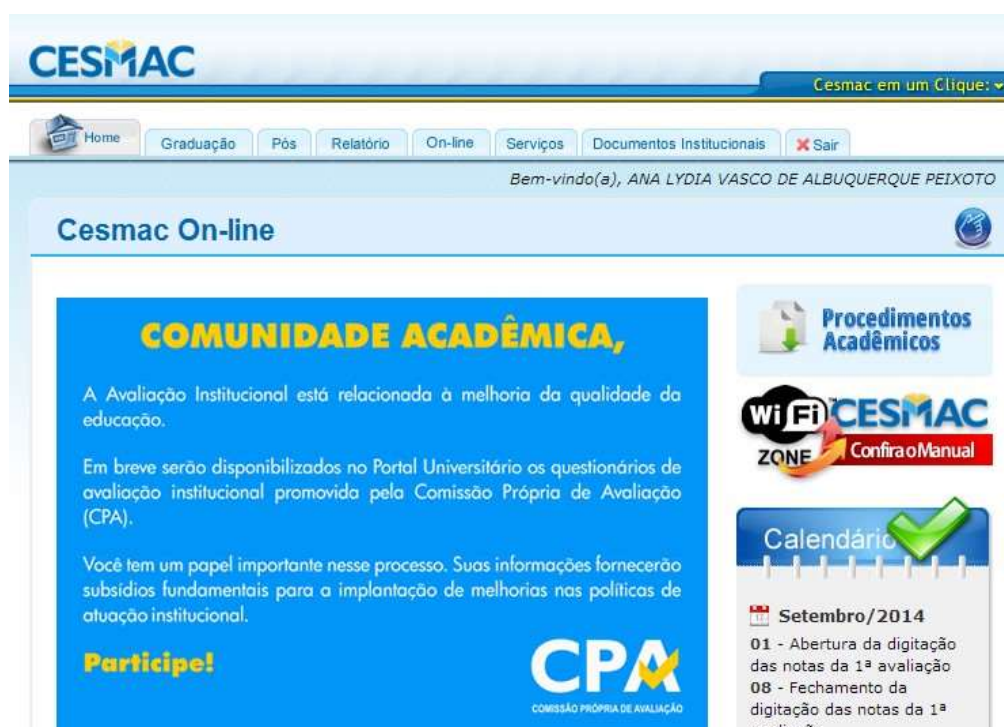 CESMAC
Cesmac em um Clique:
Home
Graduação
Pós
Relatório
On-line
Serviços
Documentos Institucionais
Sair
Bem-vindo(a), ANA LYDIA VASCO DE ALBUQUERQUE PEIXOTO
Cesmac On-line
COMUNIDADE ACADÊMICA,
A Avaliação Institucional está relacionada à melhoria da qualidade da
educação.
Em breve serão disponibilizados no Portal Universitário os questionários de
avaliação institucional promovida pela Comissão Própria de Avaliação
(CPA).
Você tem um papel importante nesse processo. Suas informações fornecerão
subsídios fundamentais para a implantação de melhorias nas políticas de
atuação institucional.
Participe!
CPA
COMISSÃO PRÓPRIA DE AVALIAÇÃO
Procedimentos
Acadêmicos
Wi Fi CESMAC
ZONE Confira o Manual
Calendário
Setembro/2014
01 - Abertura da digitação
das notas da 1ª avaliação
08 - Fechamento da
digitação das notas da 1ª